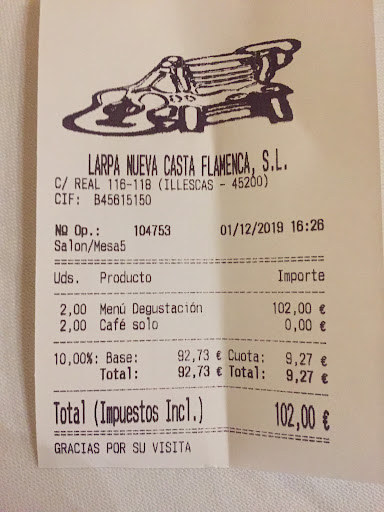 LARPA NUEVA CASTA FLAMENCA, S.L.
C/ REAL 116-118 (ILLESCAS - 45200)
CIF: B45615150
Nº Op.: 104753 01/12/2019 16:26
Salon/Mesa5
Uds. Producto Importe
2,00 Menú Degustación 102,00 €
2,00 Café solo 0,00 €
10,00%: Base: 92,73 € Cuota: 9,27 €
Total: 92,73 € Total: 9,27 €
Total (Impuestos Incl.) 102,00 €
GRACIAS POR SU VISITA